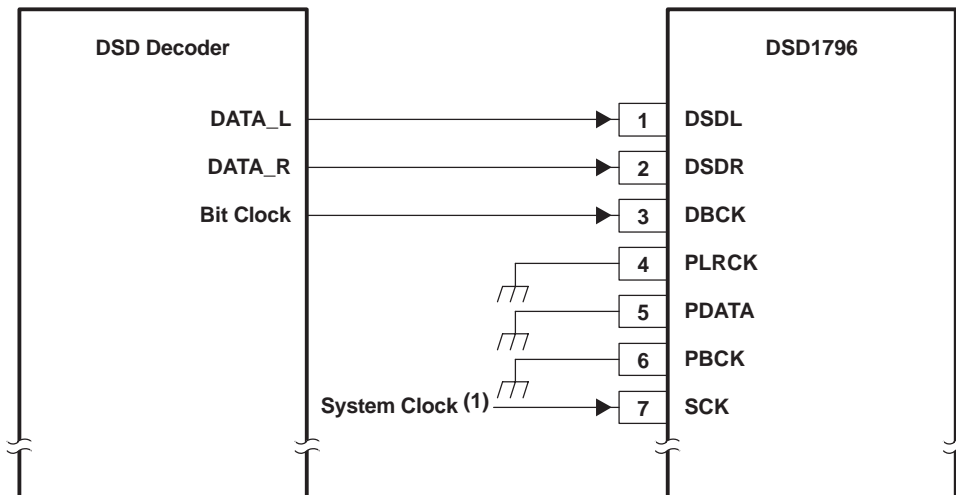 DSD Decoder
DSD1796
DATA_L
1
DSDL
DATA_R
2
DSDR
Bit Clock
3
DBCK
4
PLRCK
5
PDATA
6
PBCK
System Clock (1)
7
SCK